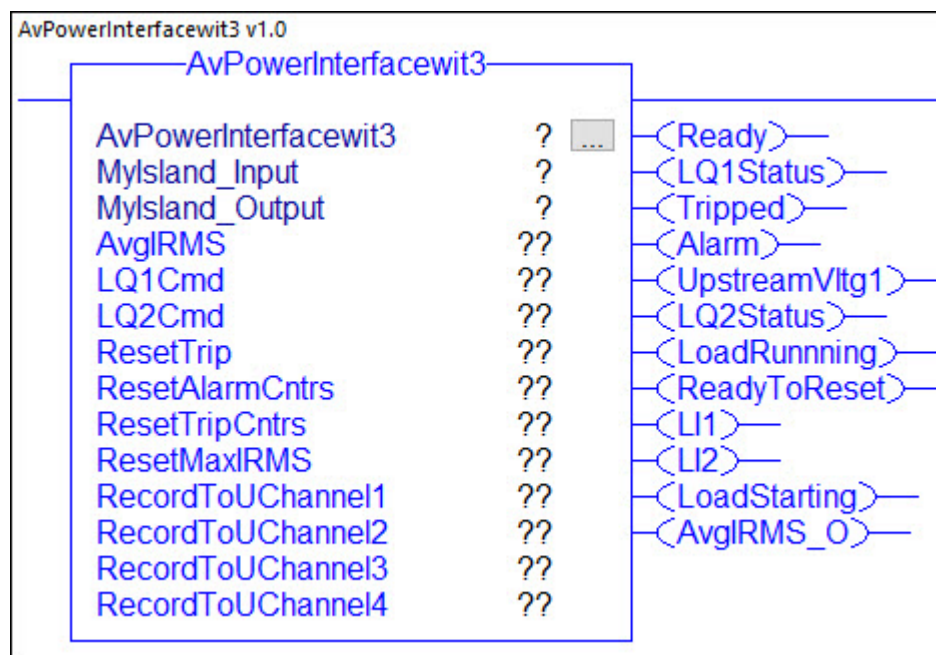 AvPowerInterfacewit3 v1.0
AvPowerInterfacewit3
AvPowerInterfacewit3 ? ... Ready
MyIsland_Input ? LQ1Status
MyIsland_Output ? Tripped
AvgIRMS ?? Alarm
LQ1Cmd ?? UpstreamVltg1
LQ2Cmd ?? LQ2Status
ResetTrip ?? LoadRunnning
ResetAlarmCntrs ?? ReadyToReset
ResetTripCntrs ?? LI1
ResetMaxIRMS ?? LI2
RecordToUChannel1 ?? LoadStarting
RecordToUChannel2 ?? AvgIRMS_O
RecordToUChannel3 ??
RecordToUChannel4 ??